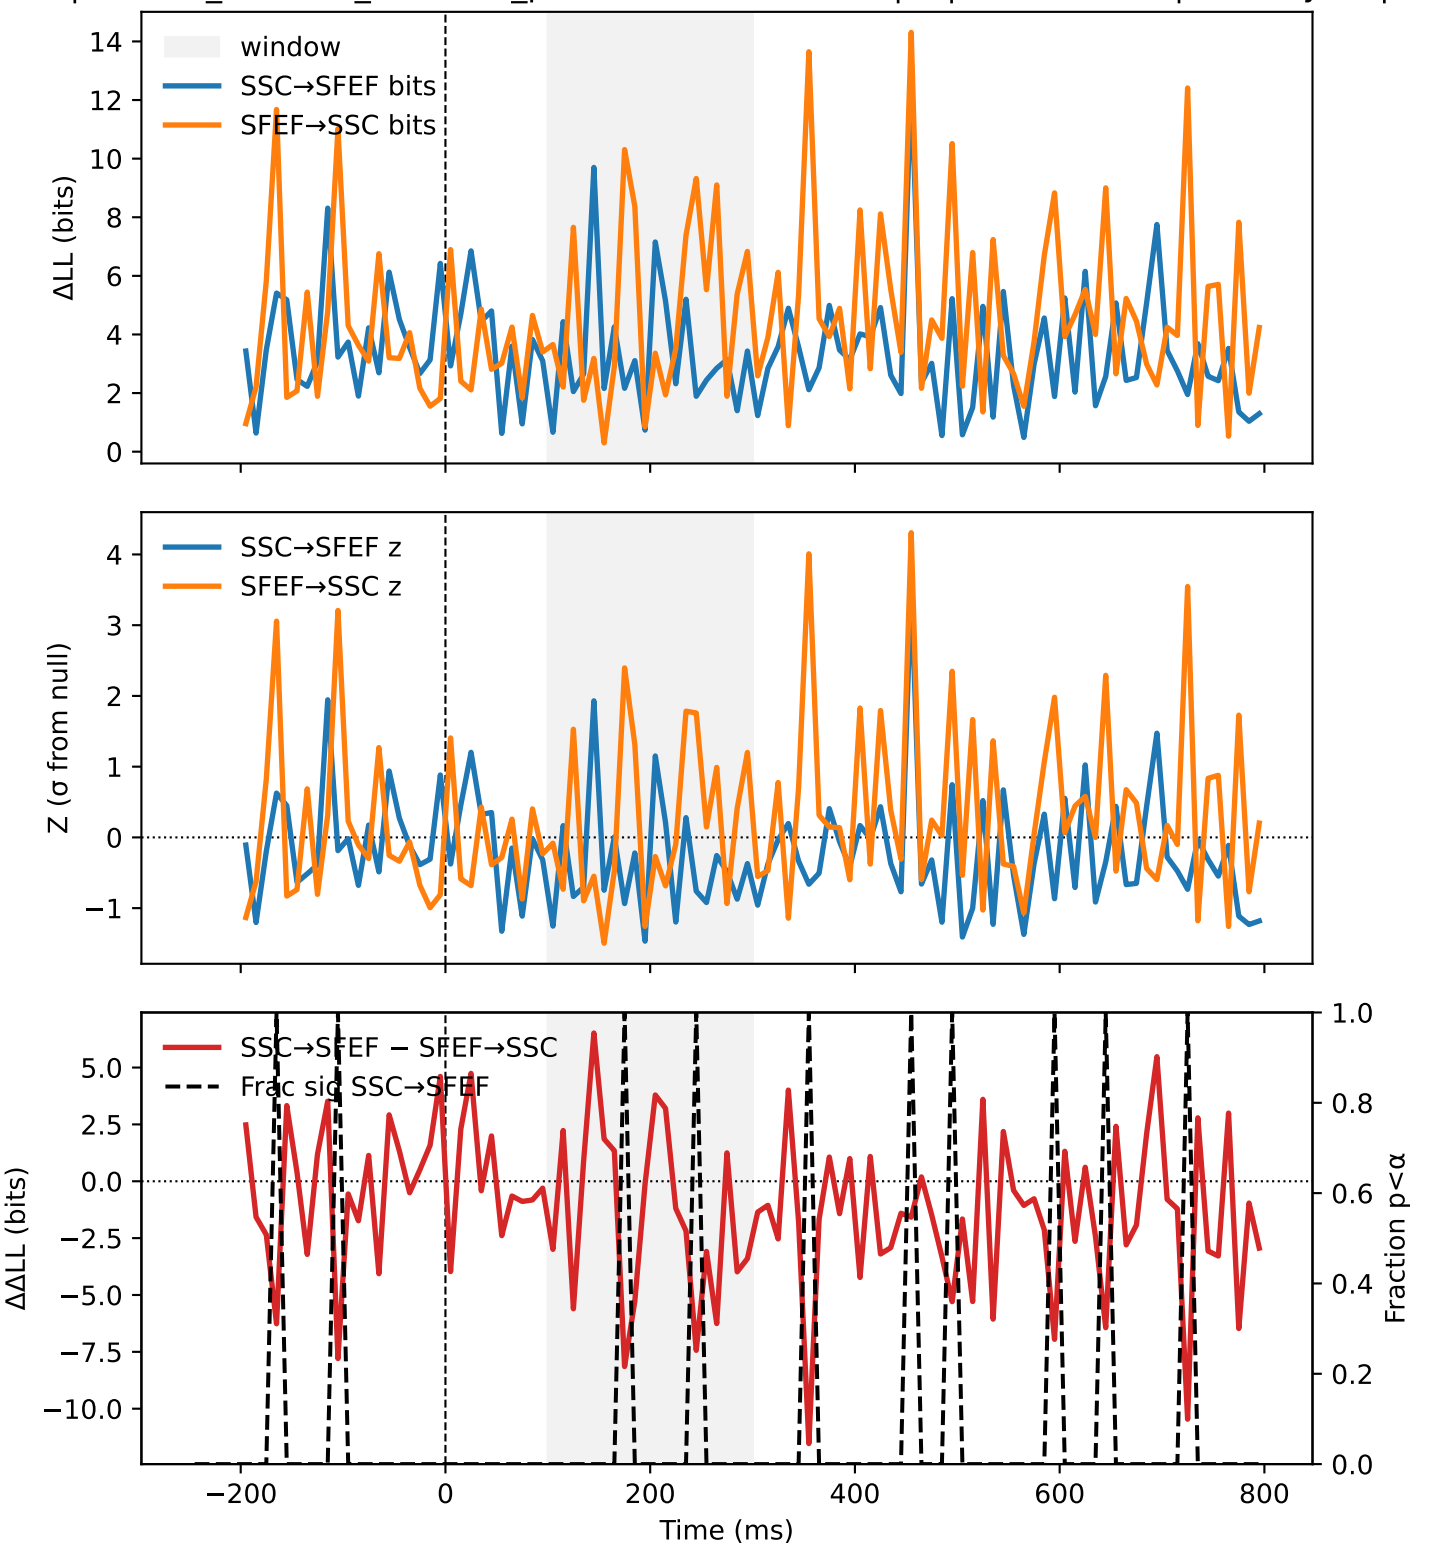 14
12
10
8
6
4
2
0
ΔLL (bits)
window
SSC→SFEF bits
SFEF→SSC bits
4
3
2
1
0
−1
Z (σ from null)
SSC→SFEF z
SFEF→SSC z
5.0
2.5
0.0
−2.5
−5.0
−7.5
−10.0
ΔΔLL (bits)
SSC→SFEF − SFEF→SSC
Frac sig SSC→SFEF
1.0
0.8
0.6
0.4
0.2
0.0
Fraction p<α
−200
0
200
400
600
800
Time (ms)